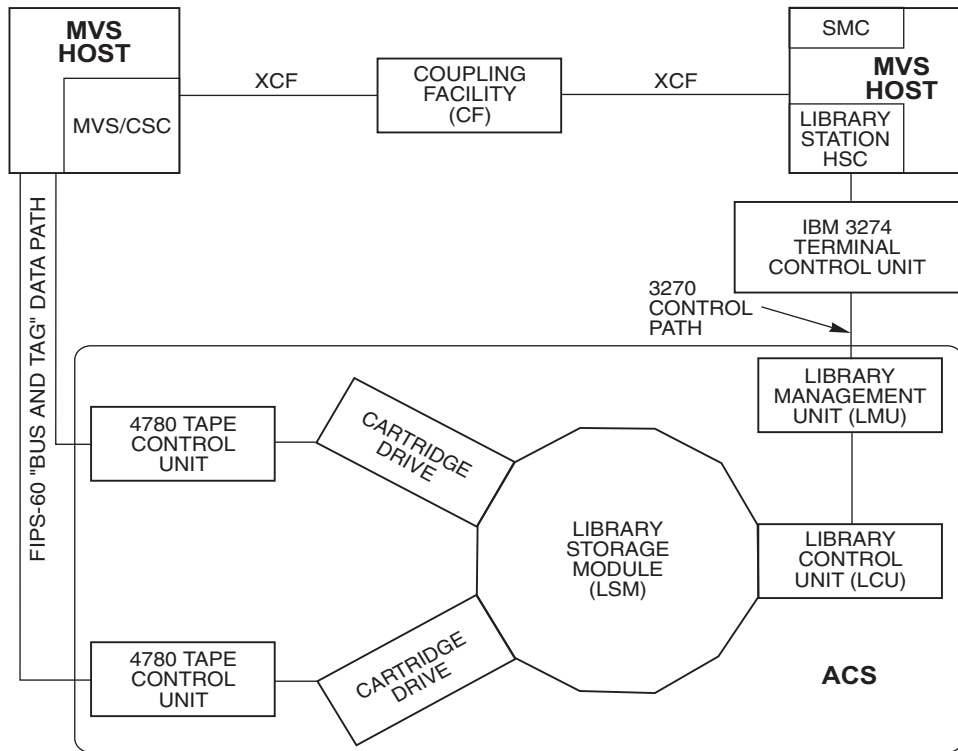 MVS
HOST
MVS/CSC
XCF
COUPLING
FACILITY
(CF)
XCF
SMC
MVS
HOST
LIBRARY
STATION
HSC
IBM 3274
TERMINAL
CONTROL UNIT
3270
CONTROL
PATH
FIPS-60 "BUS AND TAG" DATA PATH
LIBRARY
MANAGEMENT
UNIT (LMU)
4780 TAPE
CONTROL
UNIT
CARTRIDGE
DRIVE
LIBRARY
STORAGE
MODULE
(LSM)
LIBRARY
CONTROL
UNIT (LCU)
4780 TAPE
CONTROL
UNIT
CARTRIDGE
DRIVE
ACS